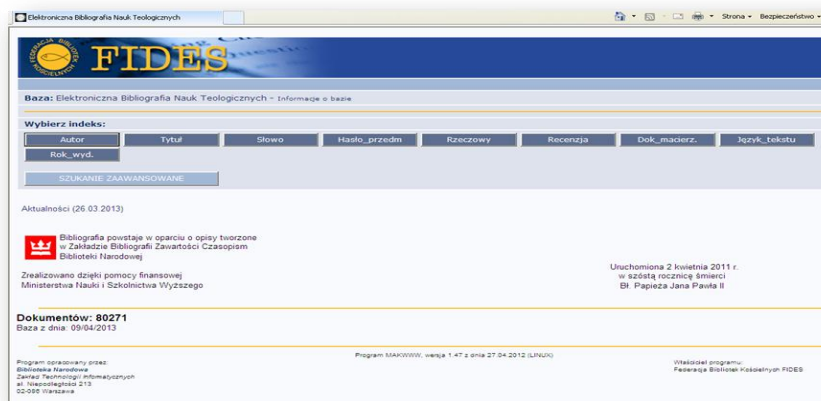 Elektroniczna Bibliografia Nauk Teologicznych
Strona
Bezpieczeństwo
FEDERACJA BIBLIOTEK KOŚCIELNYCH
FIDES
Baza: Elektroniczna Bibliografia Nauk Teologicznych - Informacje o bazie
Wybierz indeks:
Autor Tytuł Słowo Hasło_przedm Rzeczowy Recenzja Dok_macierz. Język_tekstu
Rok_wyd.
SZUKANIE ZAAWANSOWANE
Aktualności (26.03.2013)
Bibliografia powstaje w oparciu o opisy tworzone
w Zakładzie Bibliografii Zawartości Czasopism
Biblioteki Narodowej
Zrealizowano dzięki pomocy finansowej
Ministerstwa Nauki i Szkolnictwa Wyższego
Uruchomiona 2 kwietnia 2011 r.
w szóstą rocznicę śmierci
Bł. Papieża Jana Pawła II
Dokumentów: 80271
Baza z dnia: 09/04/2013
Program MAKWWW, wersja 1.47 z dnia 27.04.2012 (LINUX)
Program opracowany przez:
Biblioteka Narodowa
Zakład Technologii Informatycznych
al. Niepodległości 213
02-086 Warszawa
Właściciel programu:
Federacja Bibliotek Kościelnych FIDES